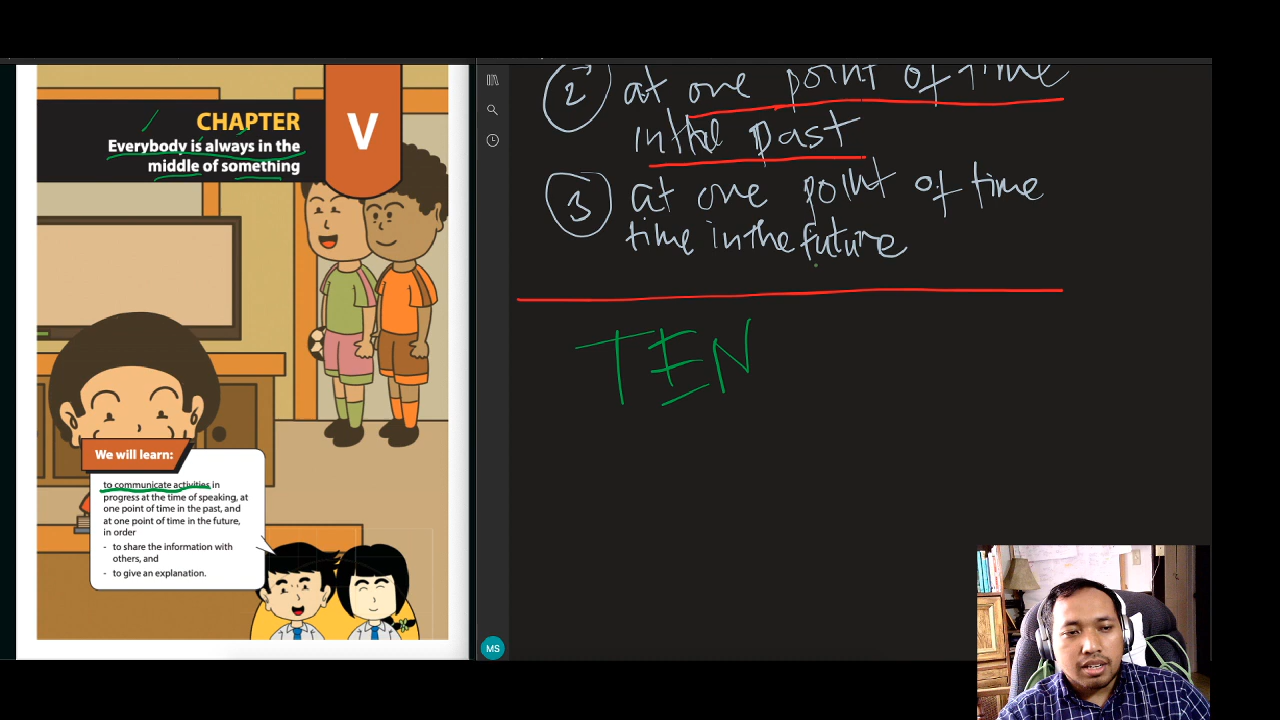 CHAPTER
V
Everybody is always in the
middle of something
We will learn:
to communicate activities in
progress at the time of speaking, at
one point of time in the past, and
at one point of time in the future,
in order
- to share the information with
others, and
- to give an explanation.
2 at one point of time
in the past
3 at one point of time
time in the future
TEN
MS